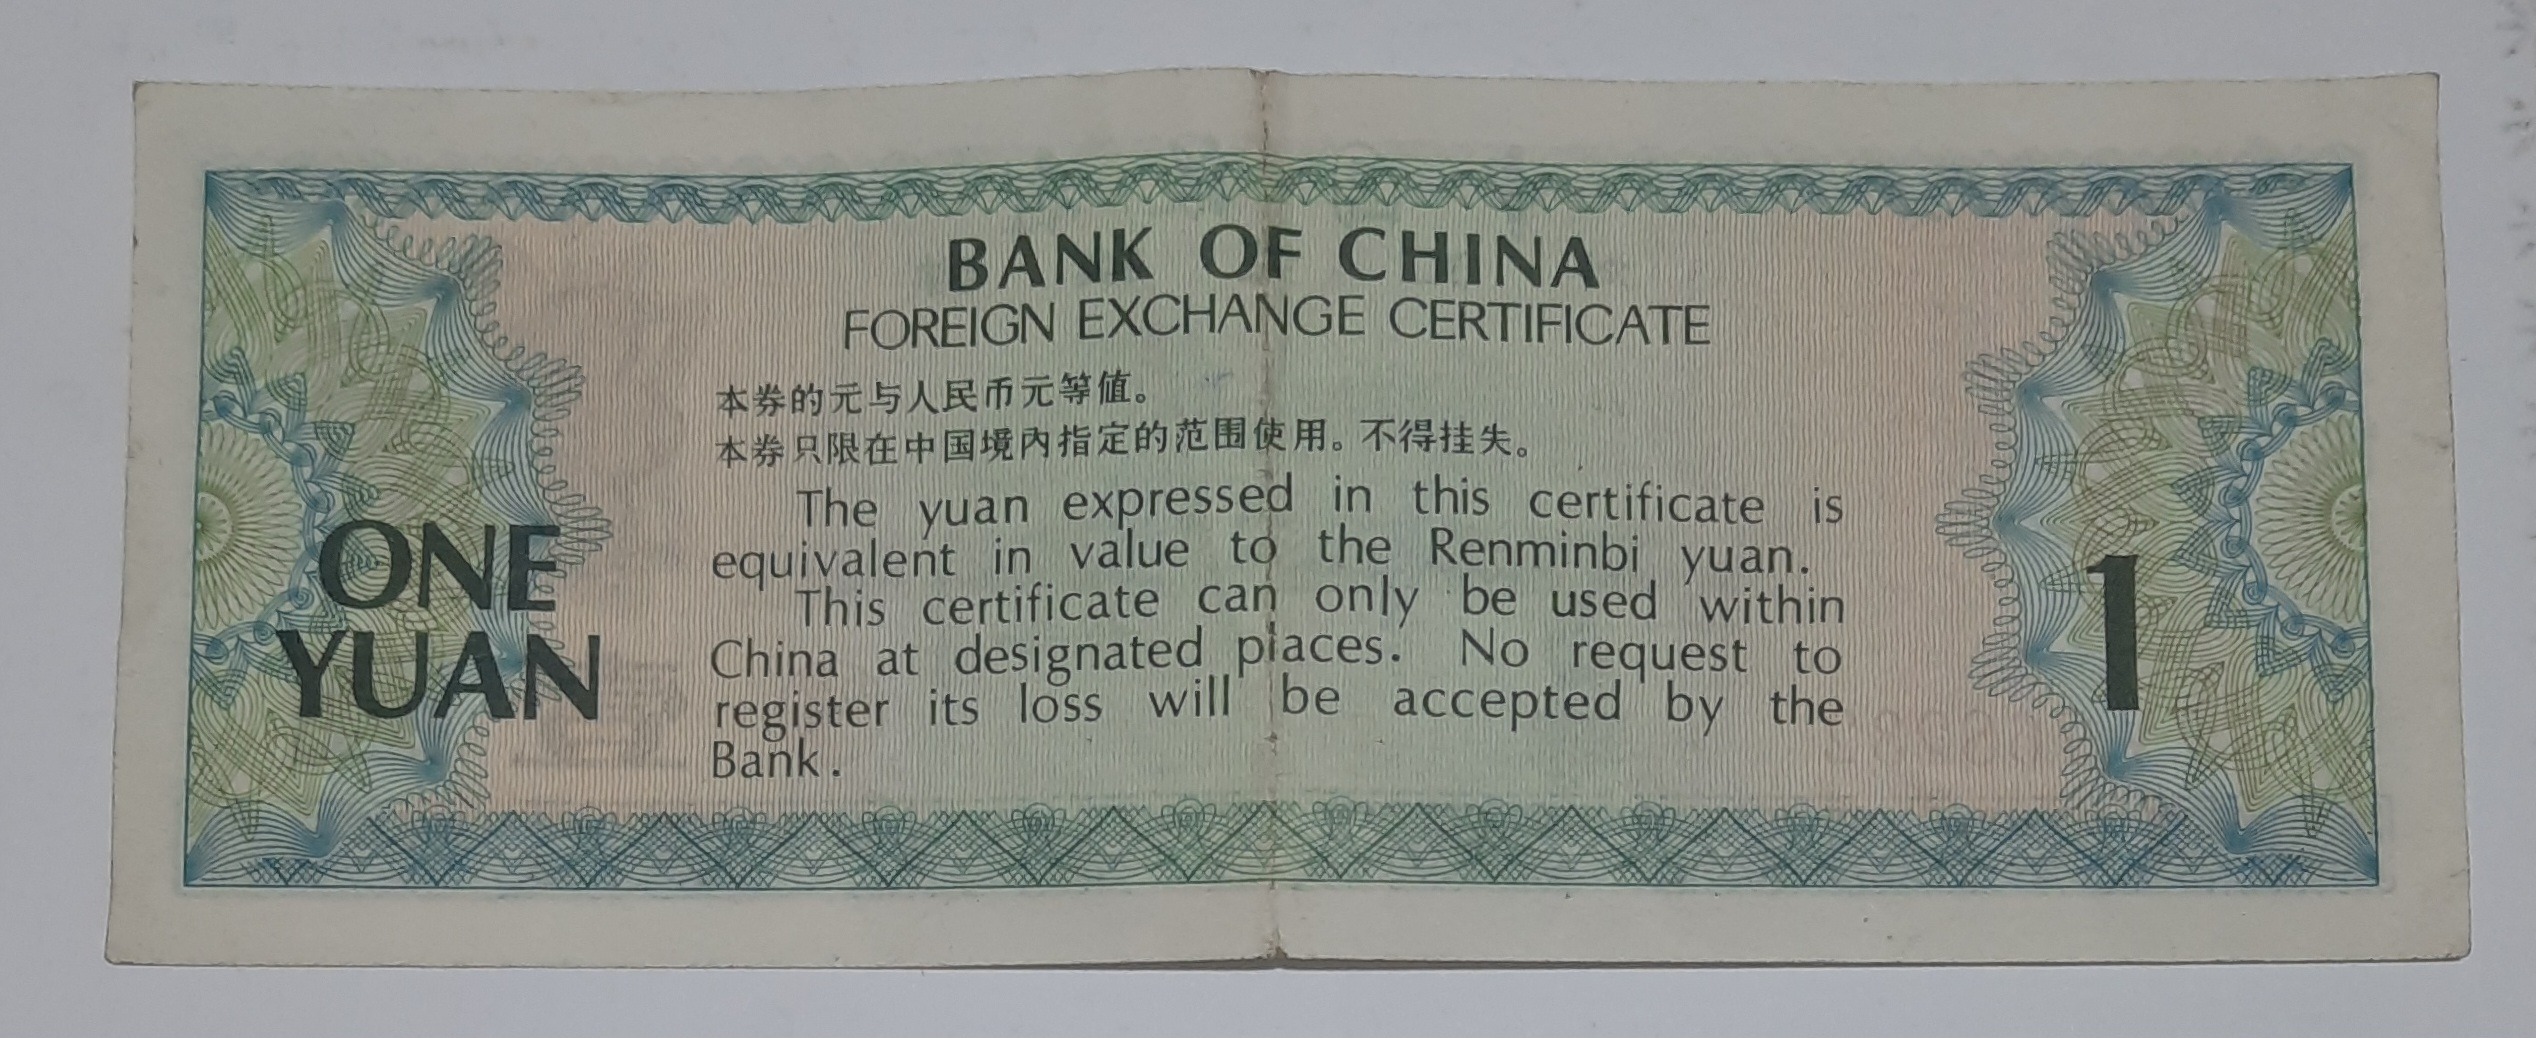 BANK OF CHINA
FOREIGN EXCHANGE CERTIFICATE
本券的元与人民币元等值。
本券只限在中国境内指定的范围使用。不得挂失。
The yuan expressed in this certificate is
equivalent in value to the Renminbi yuan.
This certificate can only be used within
China at designated places. No request to
register its loss will be accepted by the
Bank.
ONE
YUAN
1